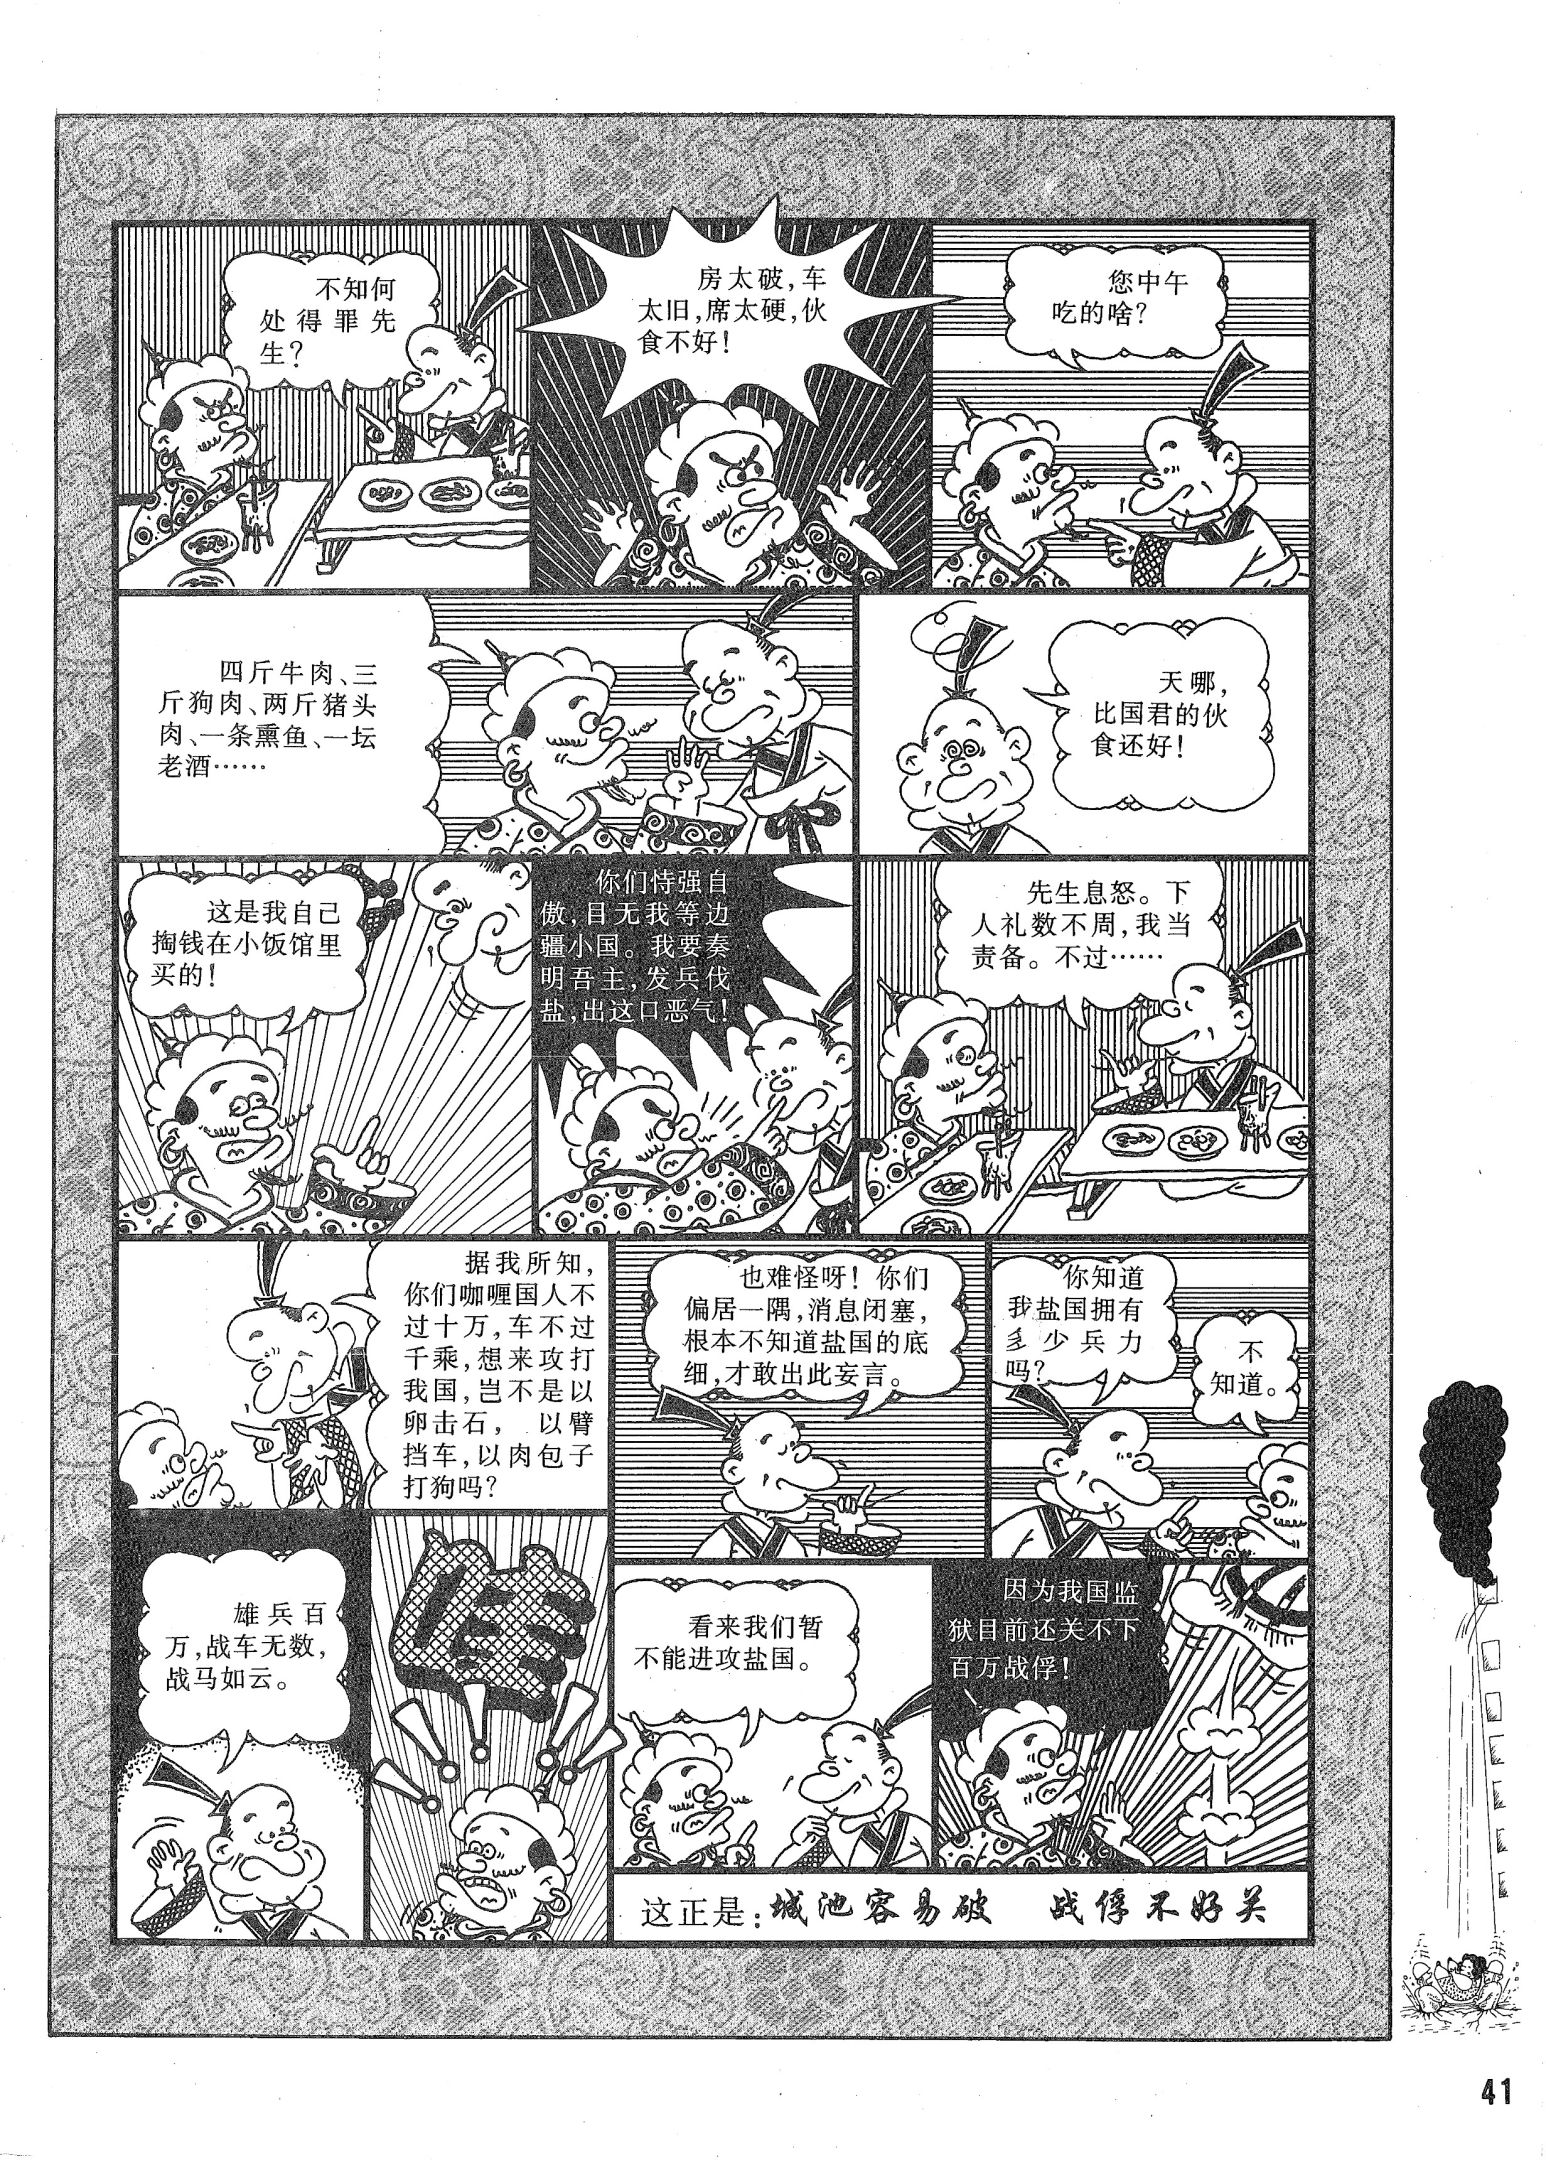 不知何
处得罪先
生？
房太破，车
太旧，席太硬，伙
食不好！
您中午
吃的啥？
四斤牛肉、三
斤狗肉、两斤猪头
肉、一条熏鱼、一坛
老酒……
天哪，
比国君的伙
食还好！
这是我自己
掏钱在小饭馆里
买的！
你们恃强自
傲，目无我等边
疆小国。我要奏
明吾主，发兵伐
盐，出这口恶气！
先生息怒。下
人礼数不周，我当
责备。不过……
据我所知，
你们咖喱国人不
过十万，车不过
千乘，想来攻打
我国，岂不是以
卵击石，以臂
挡车，以肉包子
打狗吗？
也难怪呀！你们
偏居一隅，消息闭塞，
根本不知道盐国的底
细，才敢出此妄言。
你知道
我盐国拥有
多少兵力
吗？
不
知道。
雄兵百
万，战车无数，
战马如云。
怪
！！！！！
看来我们暂
不能进攻盐国。
因为我国监
狱目前还关不下
百万战俘！
这正是：城池容易破　战俘不好关
41